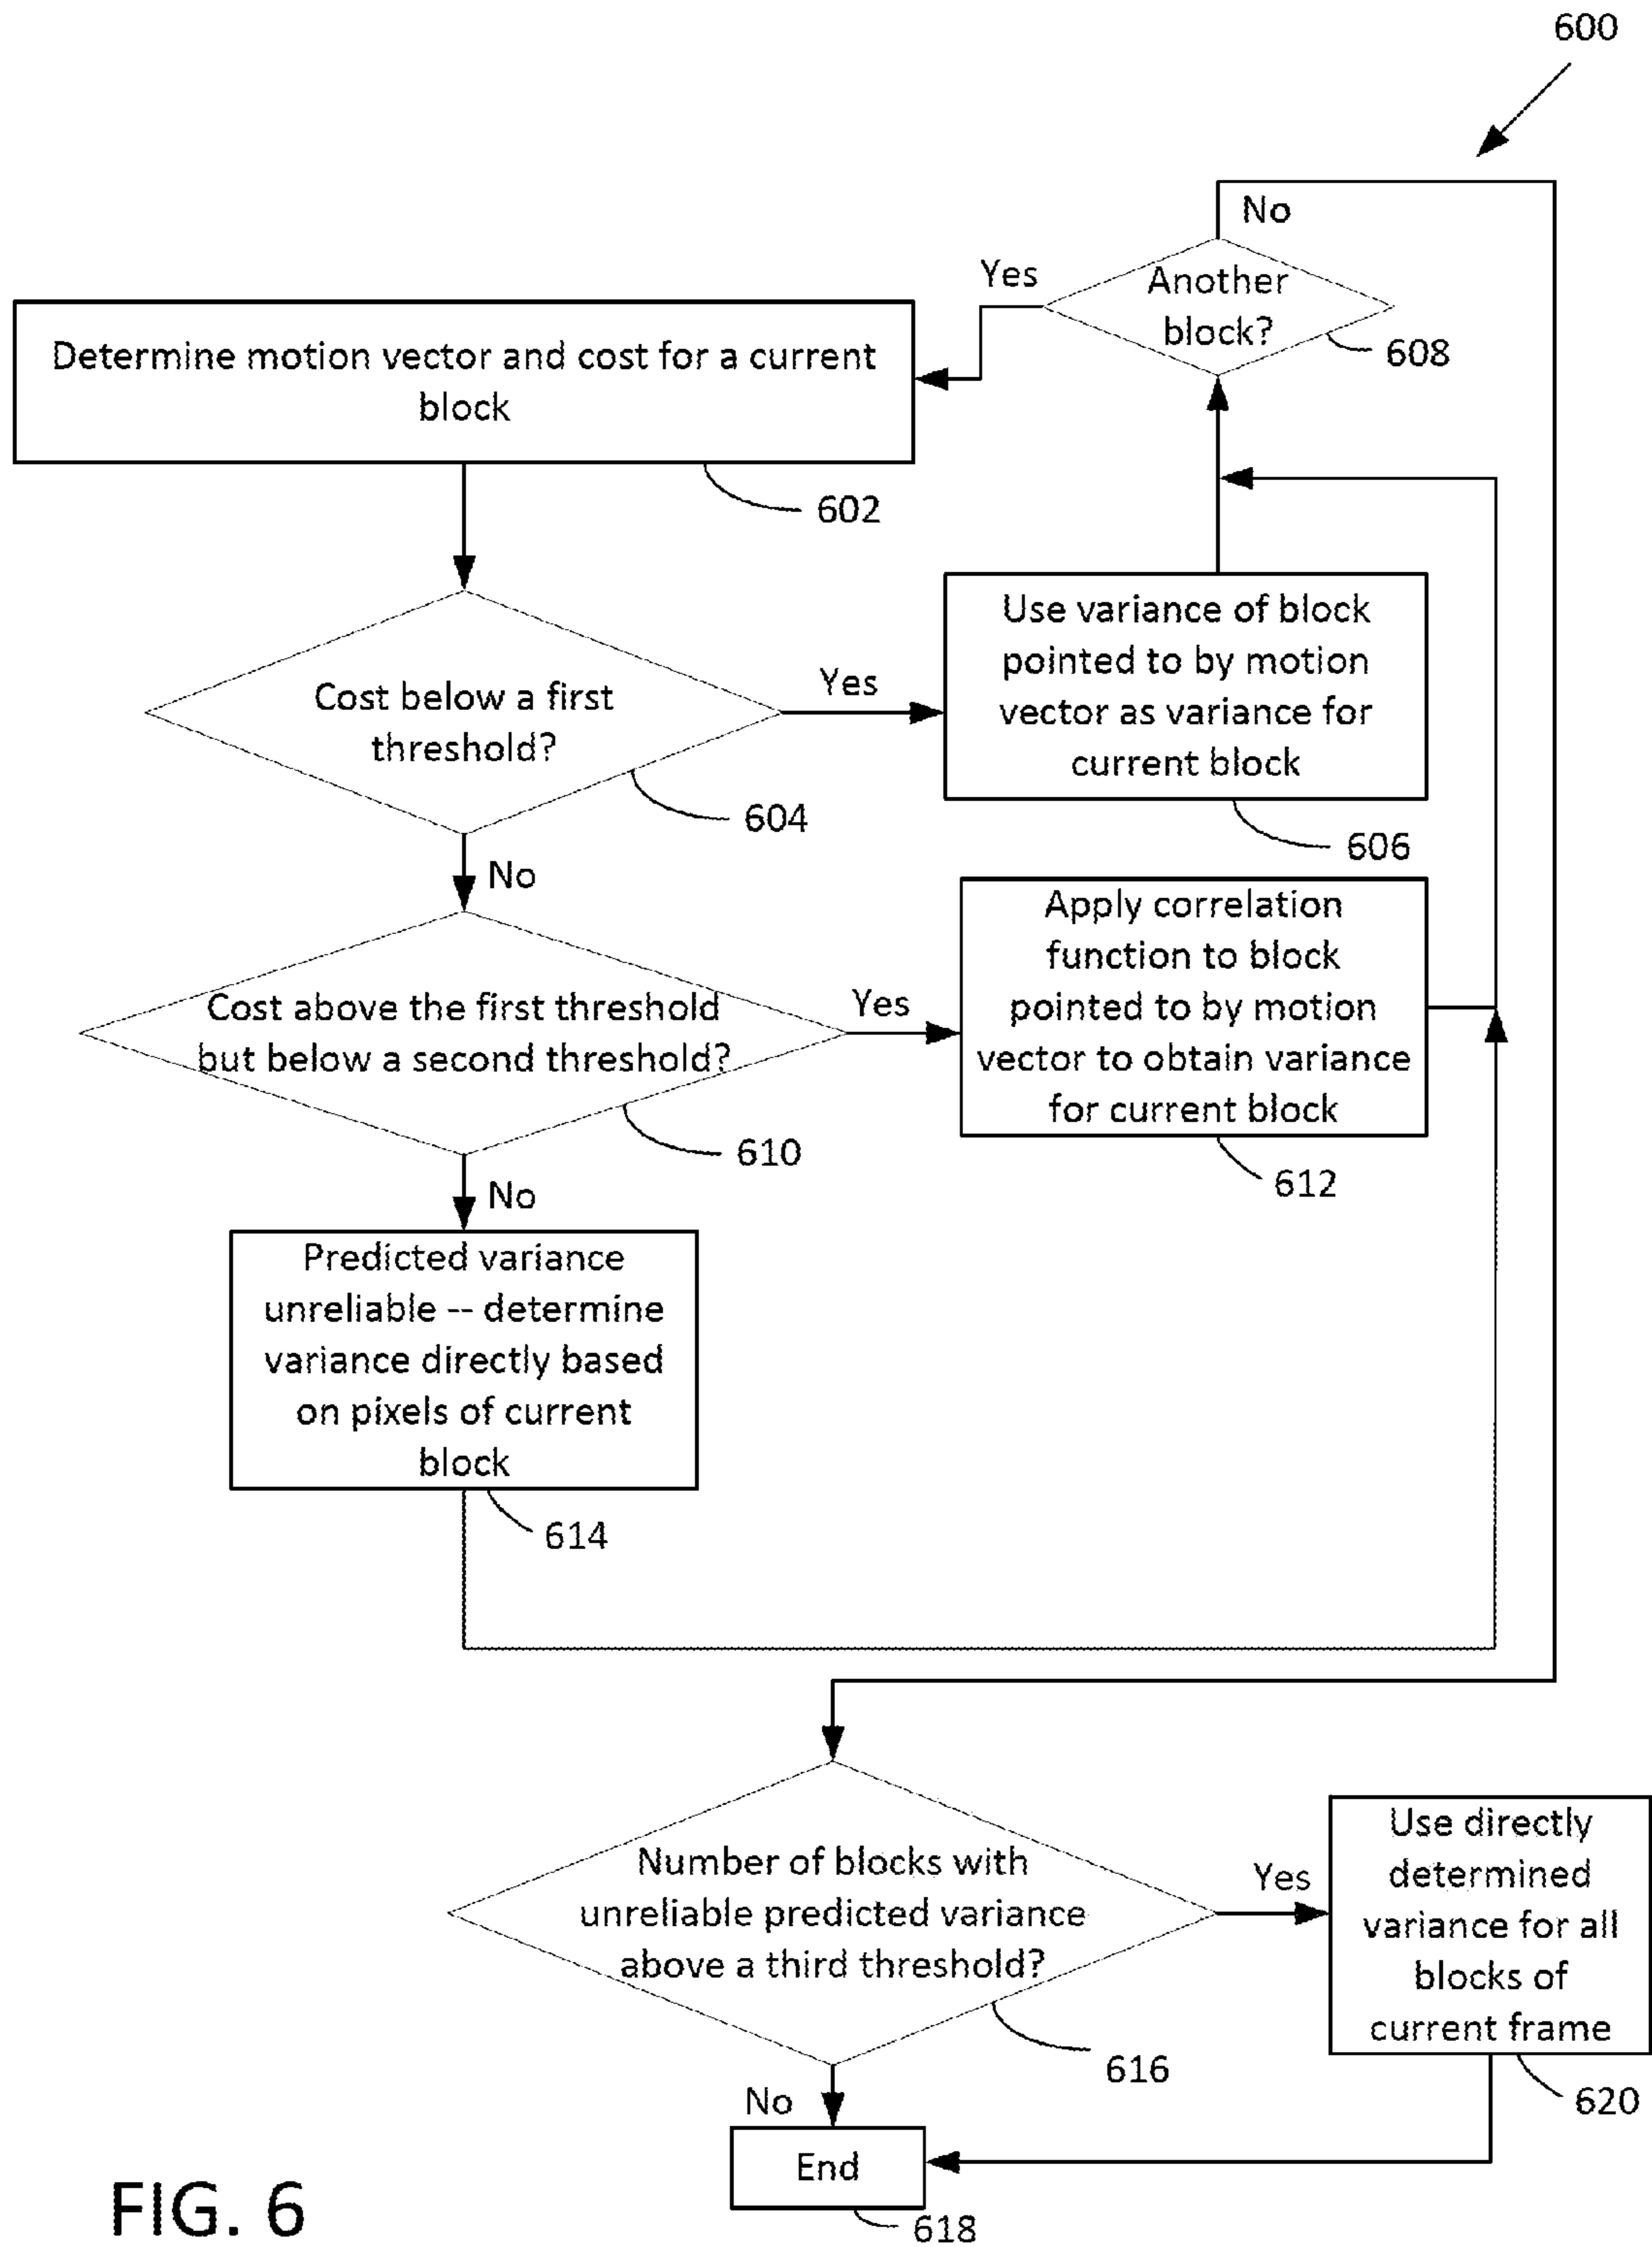 600
No
Yes
Another
block?
608
Determine motion vector and cost for a current
block
602
Cost below a first
threshold?
604
Yes
Use variance of block
pointed to by motion
vector as variance for
current block
606
No
Cost above the first threshold
but below a second threshold?
610
Yes
Apply correlation
function to block
pointed to by motion
vector to obtain variance
for current block
612
No
Predicted variance
unreliable -- determine
variance directly based
on pixels of current
block
614
Number of blocks with
unreliable predicted variance
above a third threshold?
616
Yes
Use directly
determined
variance for all
blocks of
current frame
620
No
End
618
FIG. 6